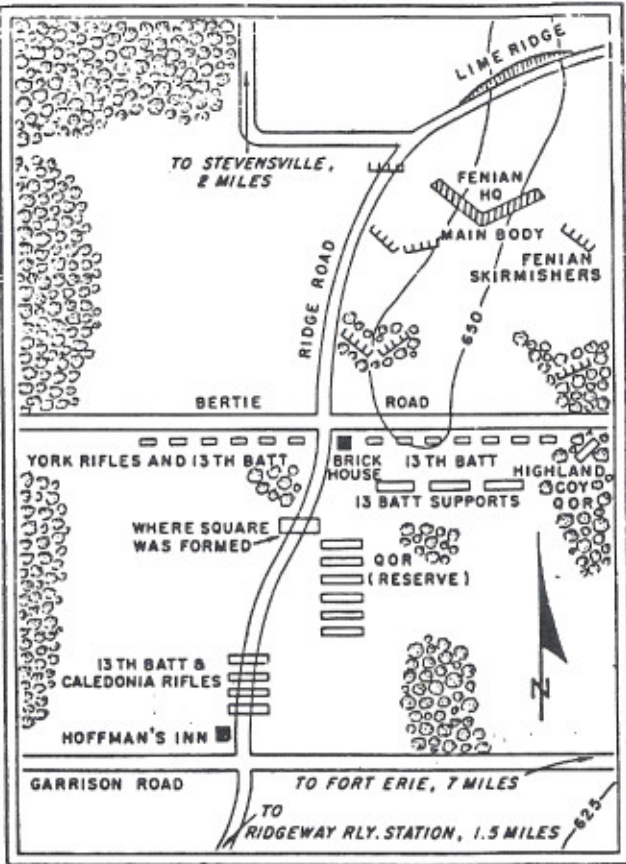 LIME RIDGE
TO STEVENSVILLE,
2 MILES
FENIAN
HQ
MAIN BODY
FENIAN
SKIRMISHERS
RIDGE ROAD
650
BERTIE ROAD
YORK RIFLES AND 13TH BATT
BRICK
HOUSE
13TH BATT
HIGHLAND
COY
QOR
13 BATT SUPPORTS
WHERE SQUARE
WAS FORMED
QOR
(RESERVE)
13TH BATT &
CALEDONIA RIFLES
HOFFMAN'S INN
N
GARRISON ROAD
TO FORT ERIE, 7 MILES
TO
RIDGEWAY RLY. STATION, 1.5 MILES
625